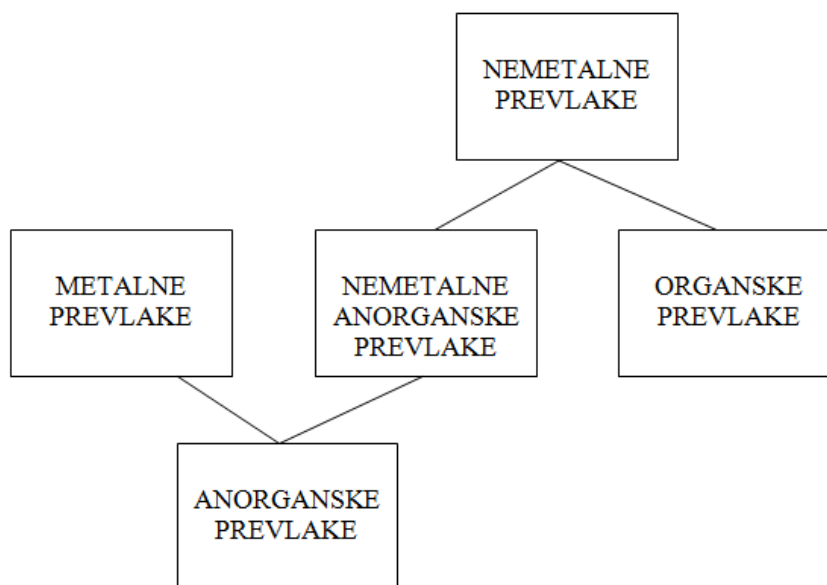 NEMETALNE
PREVLAKE
METALNE
PREVLAKE
NEMETALNE
ANORGANSKE
PREVLAKE
ORGANSKE
PREVLAKE
ANORGANSKE
PREVLAKE